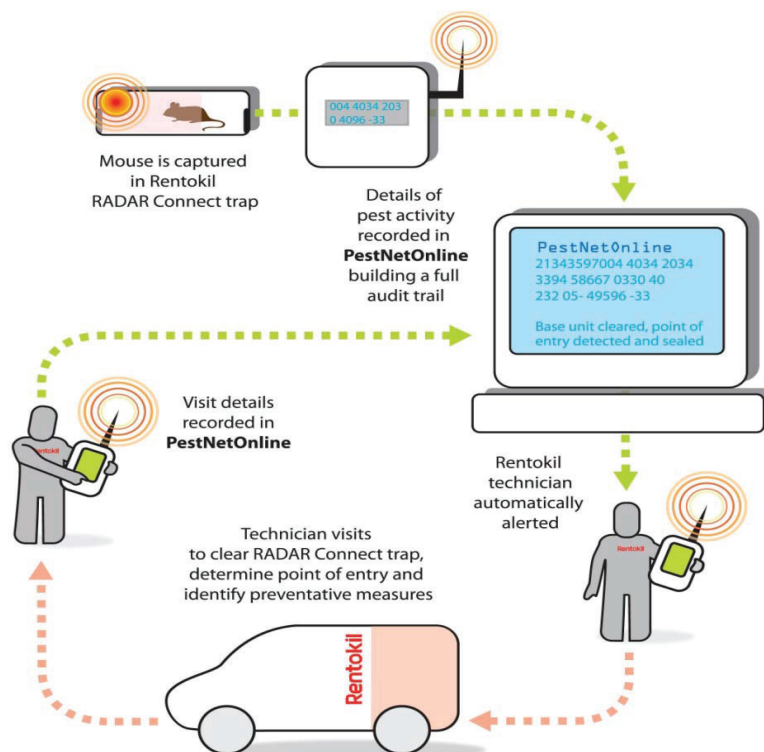 004 4034 203
0 4096 -33
Mouse is captured
in Rentokil
RADAR Connect trap
Details of
pest activity
recorded in
PestNetOnline
building a full
audit trail
PestNetOnline
21343597004 4034 2034
3394 58667 0330 40
232 05- 49596 -33
Base unit cleared, point of
entry detected and sealed
Rentokil
technician
automatically
alerted
Rentokil
Technician visits
to clear RADAR Connect trap,
determine point of entry and
identify preventative measures
Rentokil
Visit details
recorded in
PestNetOnline
Rentokil